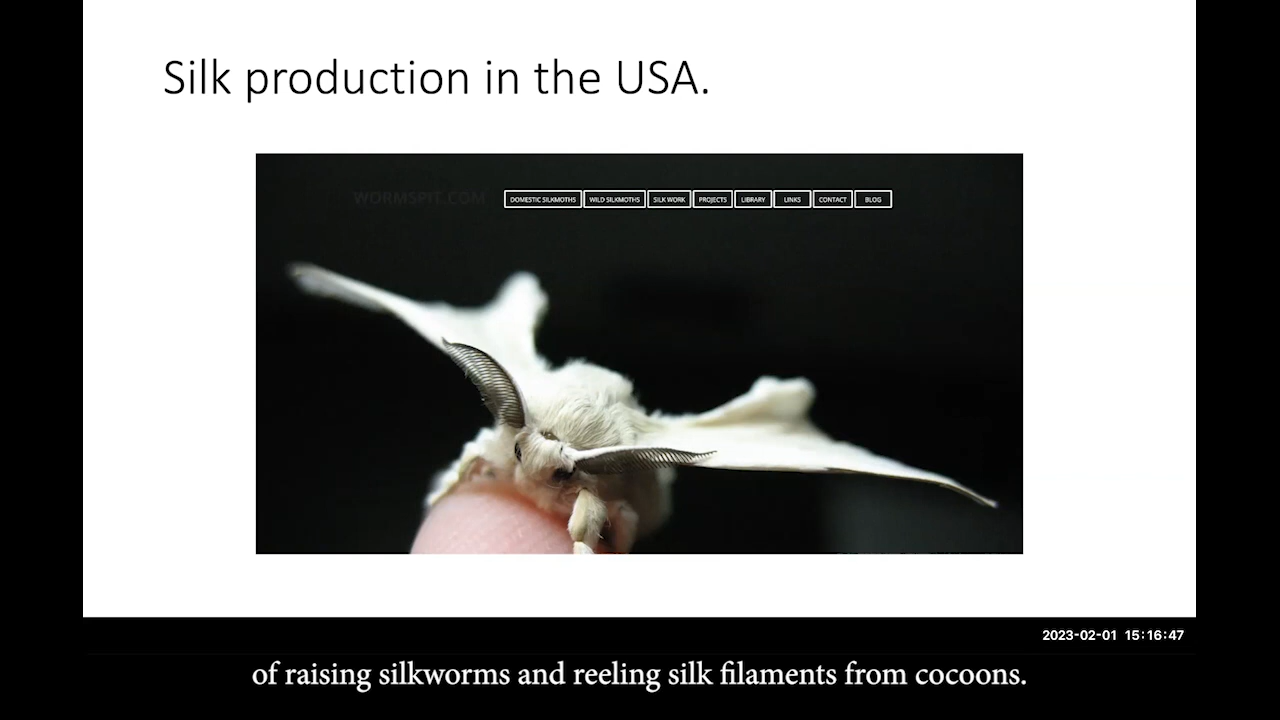 Silk production in the USA.
WORMSPIT.COM DOMESTIC SILKMOTHS WILD SILKMOTHS SILK WORK PROJECTS LIBRARY LINKS CONTACT BLOG
2023-02-01 15:16:47
of raising silkworms and reeling silk filaments from cocoons.